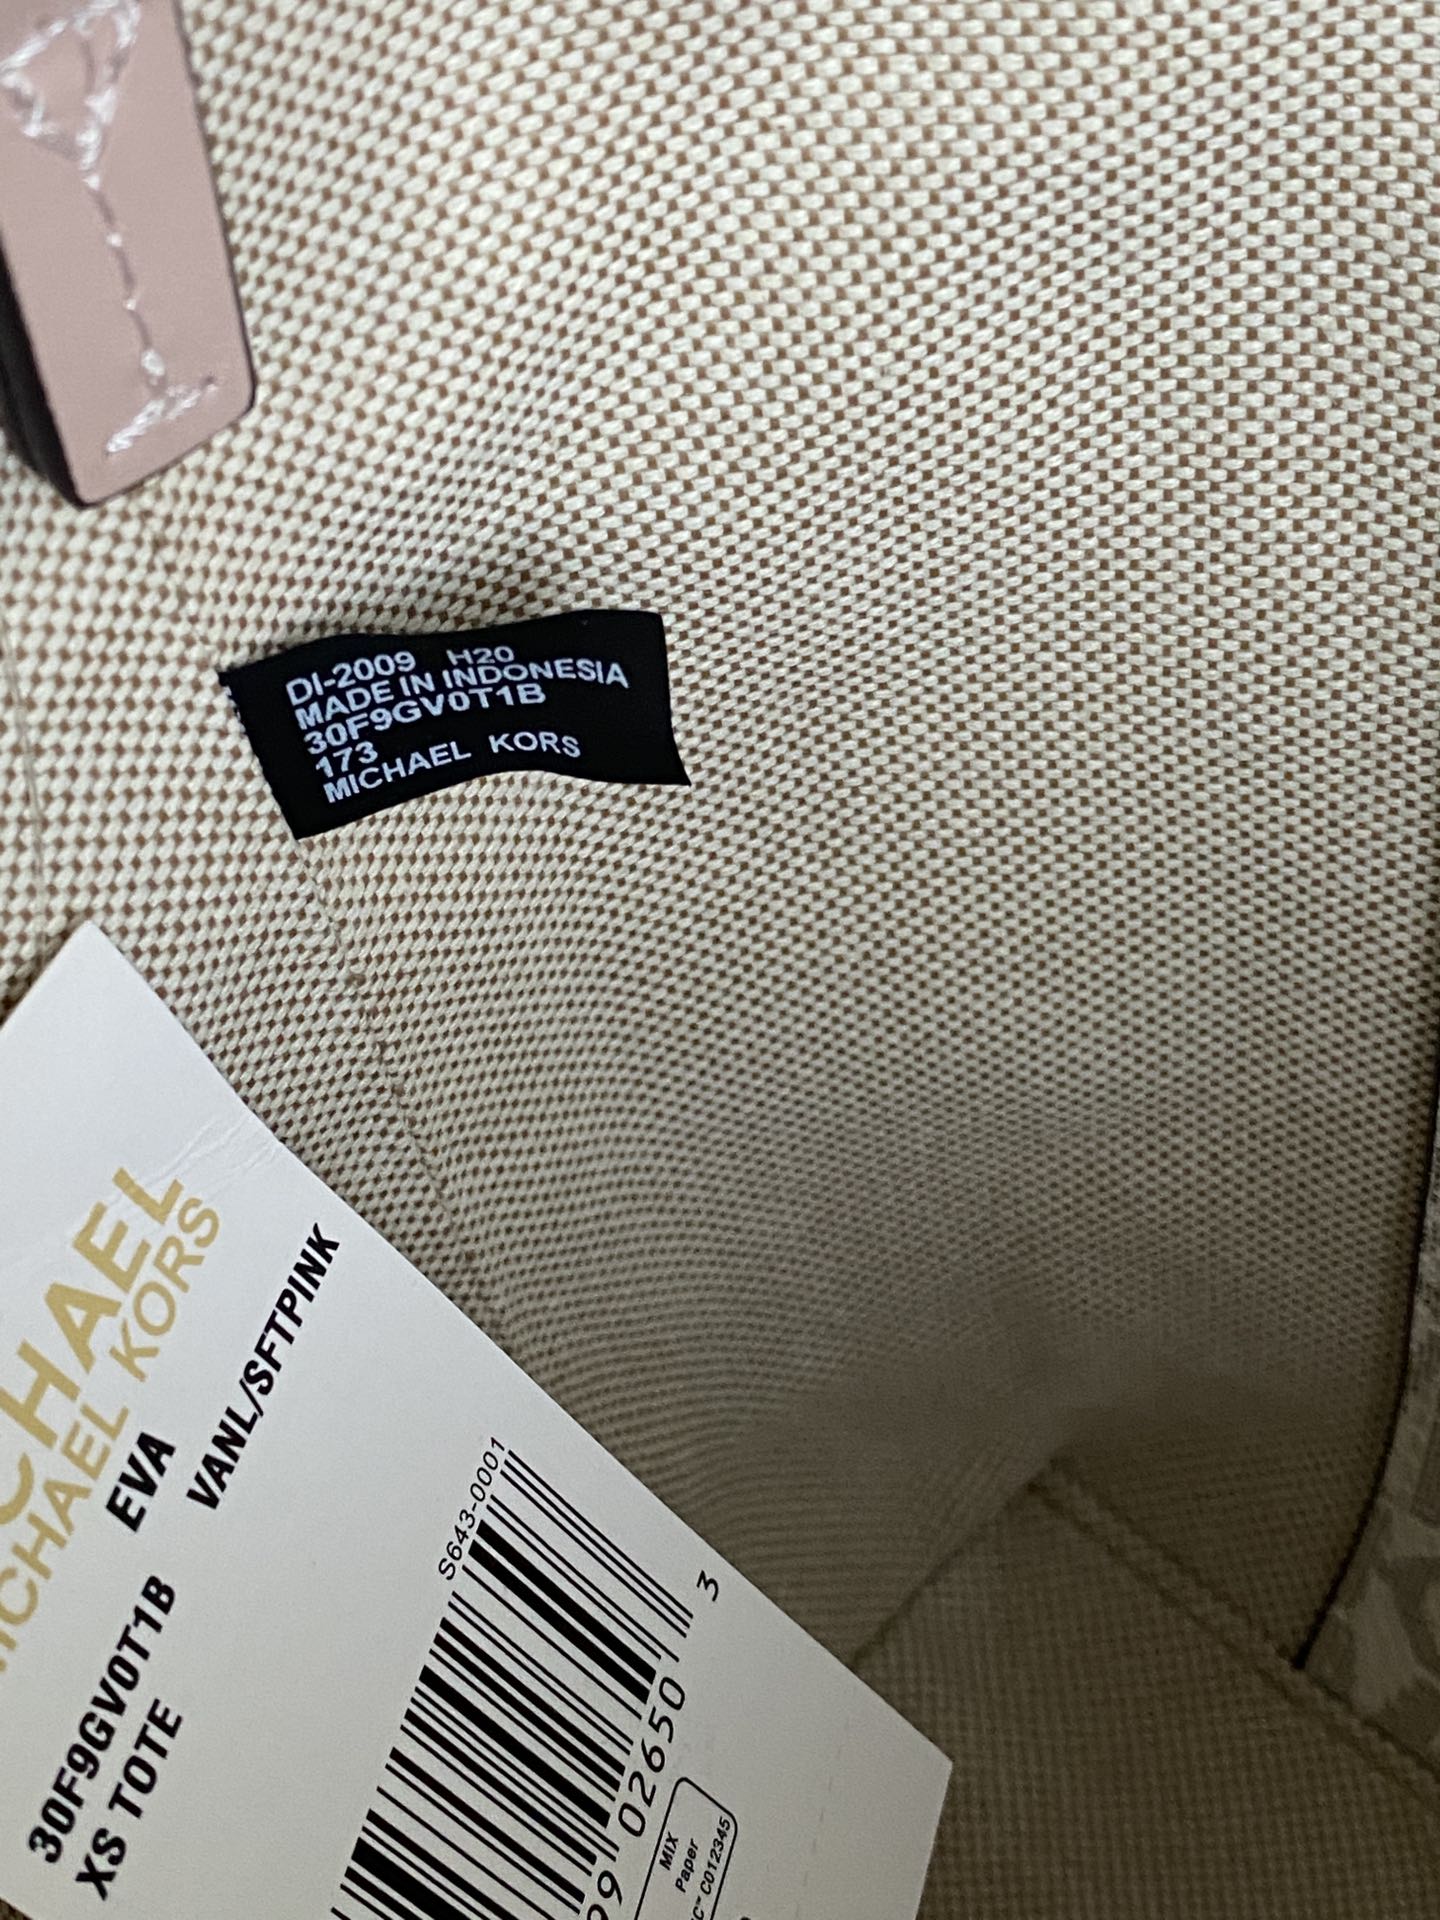 DI-2009 H20
MADE IN INDONESIA
30F9GV0T1B
173
MICHAEL KORS
MICHAEL KORS
EVA
VANL/SFTPINK
30F9GV0T1B
XS TOTE
S643-0001
02650 3
MIX
Paper
C012345